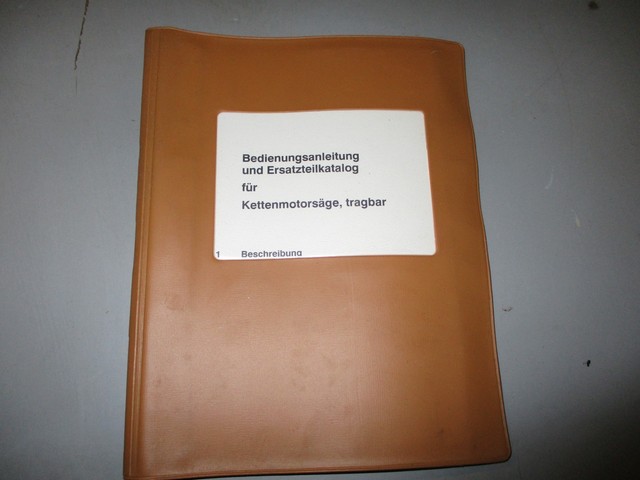 Bedienungsanleitung
und Ersatzteilkatalog
für
Kettenmotorsäge, tragbar
1 Beschreibung